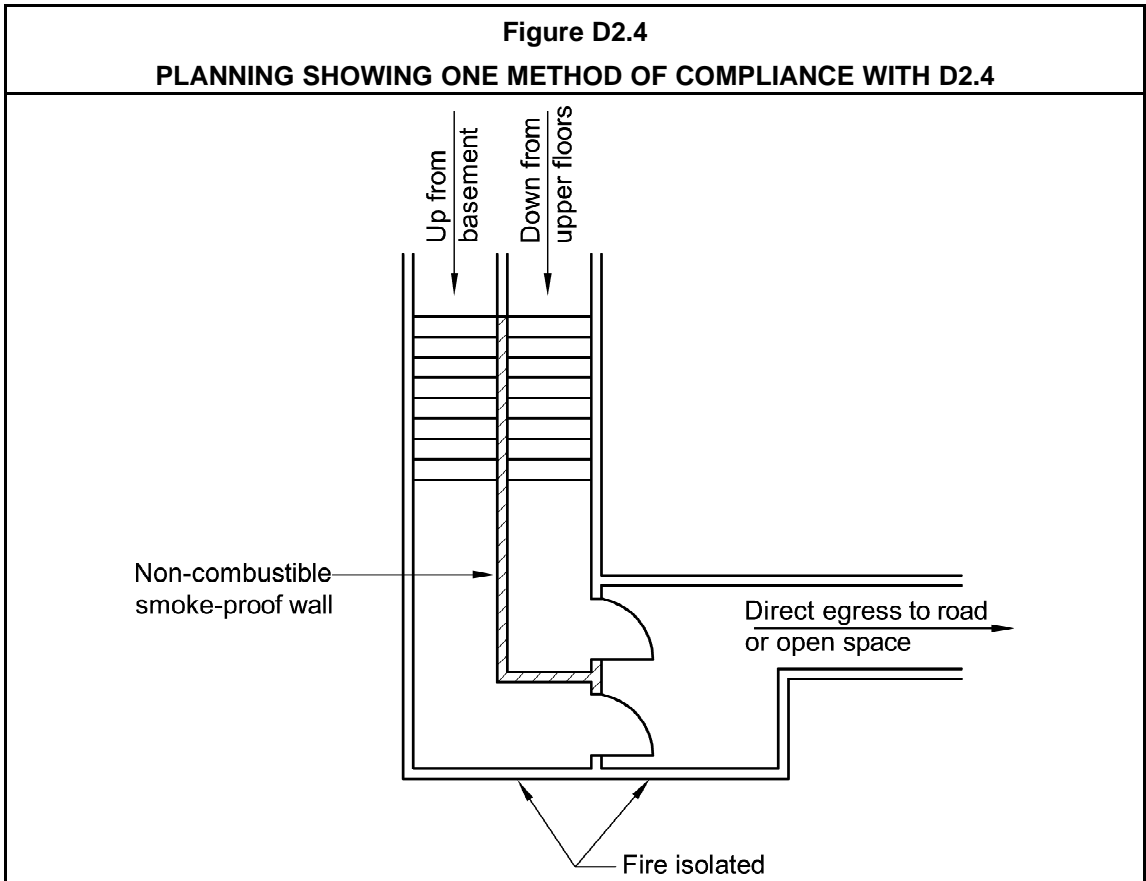 Figure D2.4
PLANNING SHOWING ONE METHOD OF COMPLIANCE WITH D2.4
Up from
basement
Down from
upper floors
Non-combustible
smoke-proof wall
Direct egress to road
or open space
Fire isolated